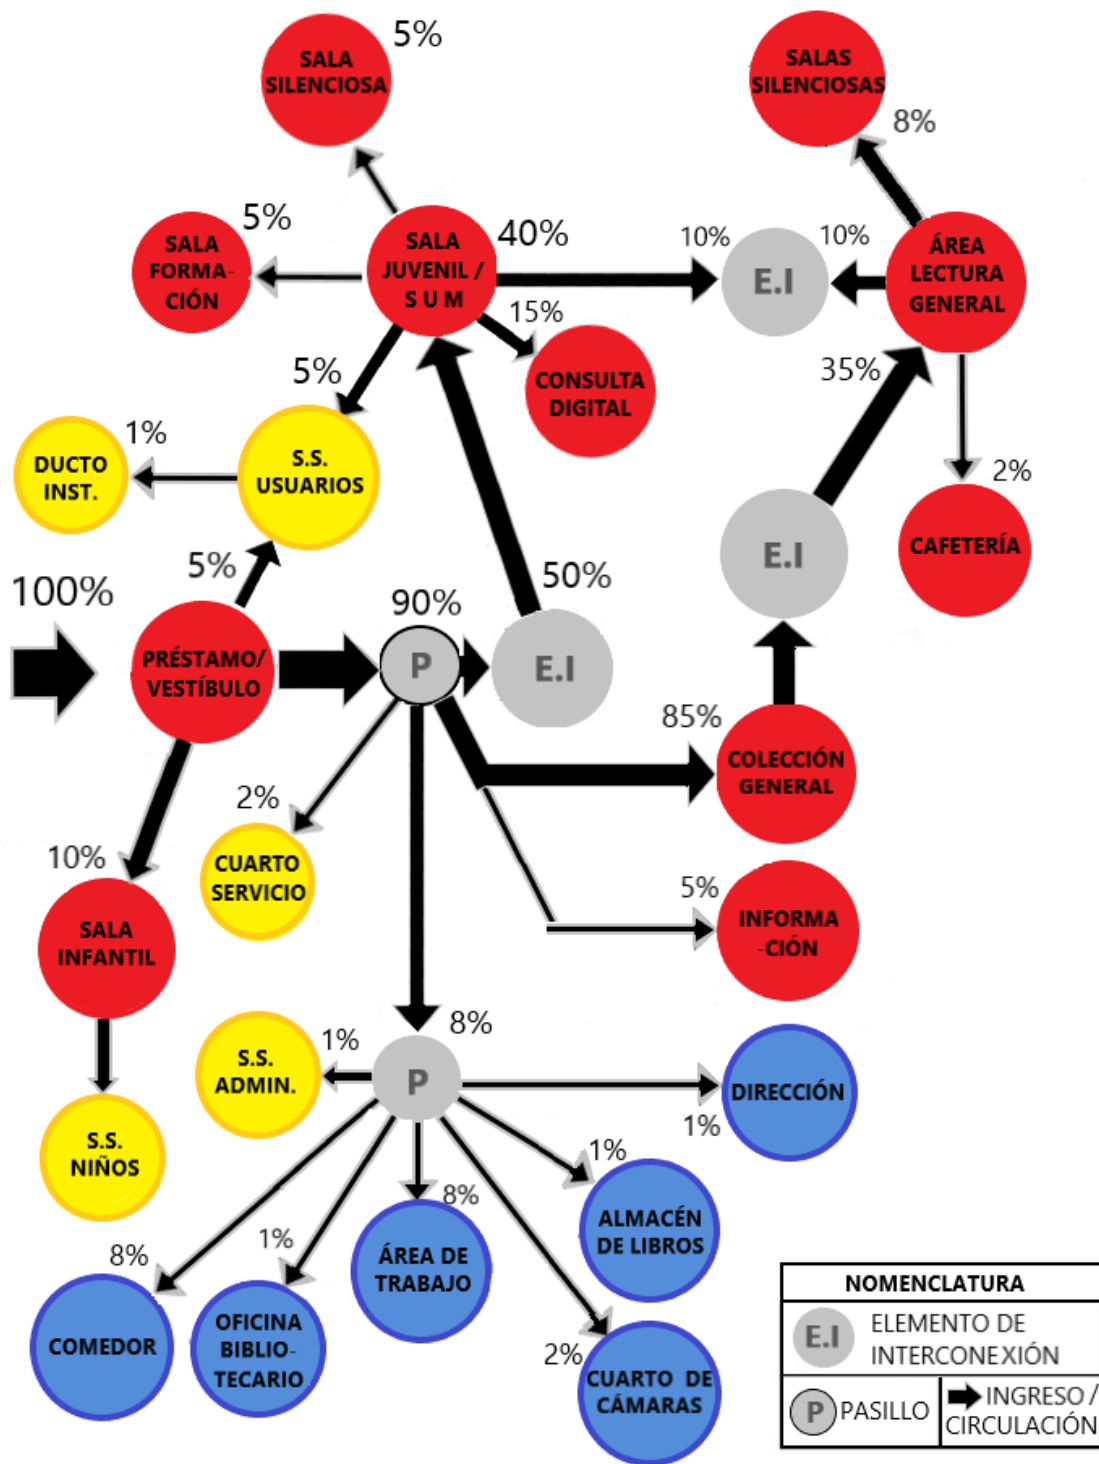 5%
SALA
SILENCIOSA
SALAS
SILENCIOSAS
8%
5%
SALA
FORMA-
CIÓN
SALA
JUVENIL /
S U M
40%
10%
E.I
10%
ÁREA
LECTURA
GENERAL
15%
5%
CONSULTA
DIGITAL
35%
1%
DUCTO
INST.
S.S.
USUARIOS
2%
CAFETERÍA
E.I
5%
50%
100%
90%
PRÉSTAMO/
VESTÍBULO
P
E.I
85%
COLECCIÓN
GENERAL
2%
10%
CUARTO
SERVICIO
5%
SALA
INFANTIL
INFORMA
-CIÓN
8%
1%
S.S.
ADMIN.
P
DIRECCIÓN
1%
S.S.
NIÑOS
1%
8%
ALMACÉN
DE LIBROS
1%
8%
ÁREA DE
TRABAJO
COMEDOR
OFICINA
BIBLIO-
TECARIO
2%
CUARTO DE
CÁMARAS
NOMENCLATURA
E.I
ELEMENTO DE
INTERCONEXIÓN
P PASILLO
INGRESO /
CIRCULACIÓN